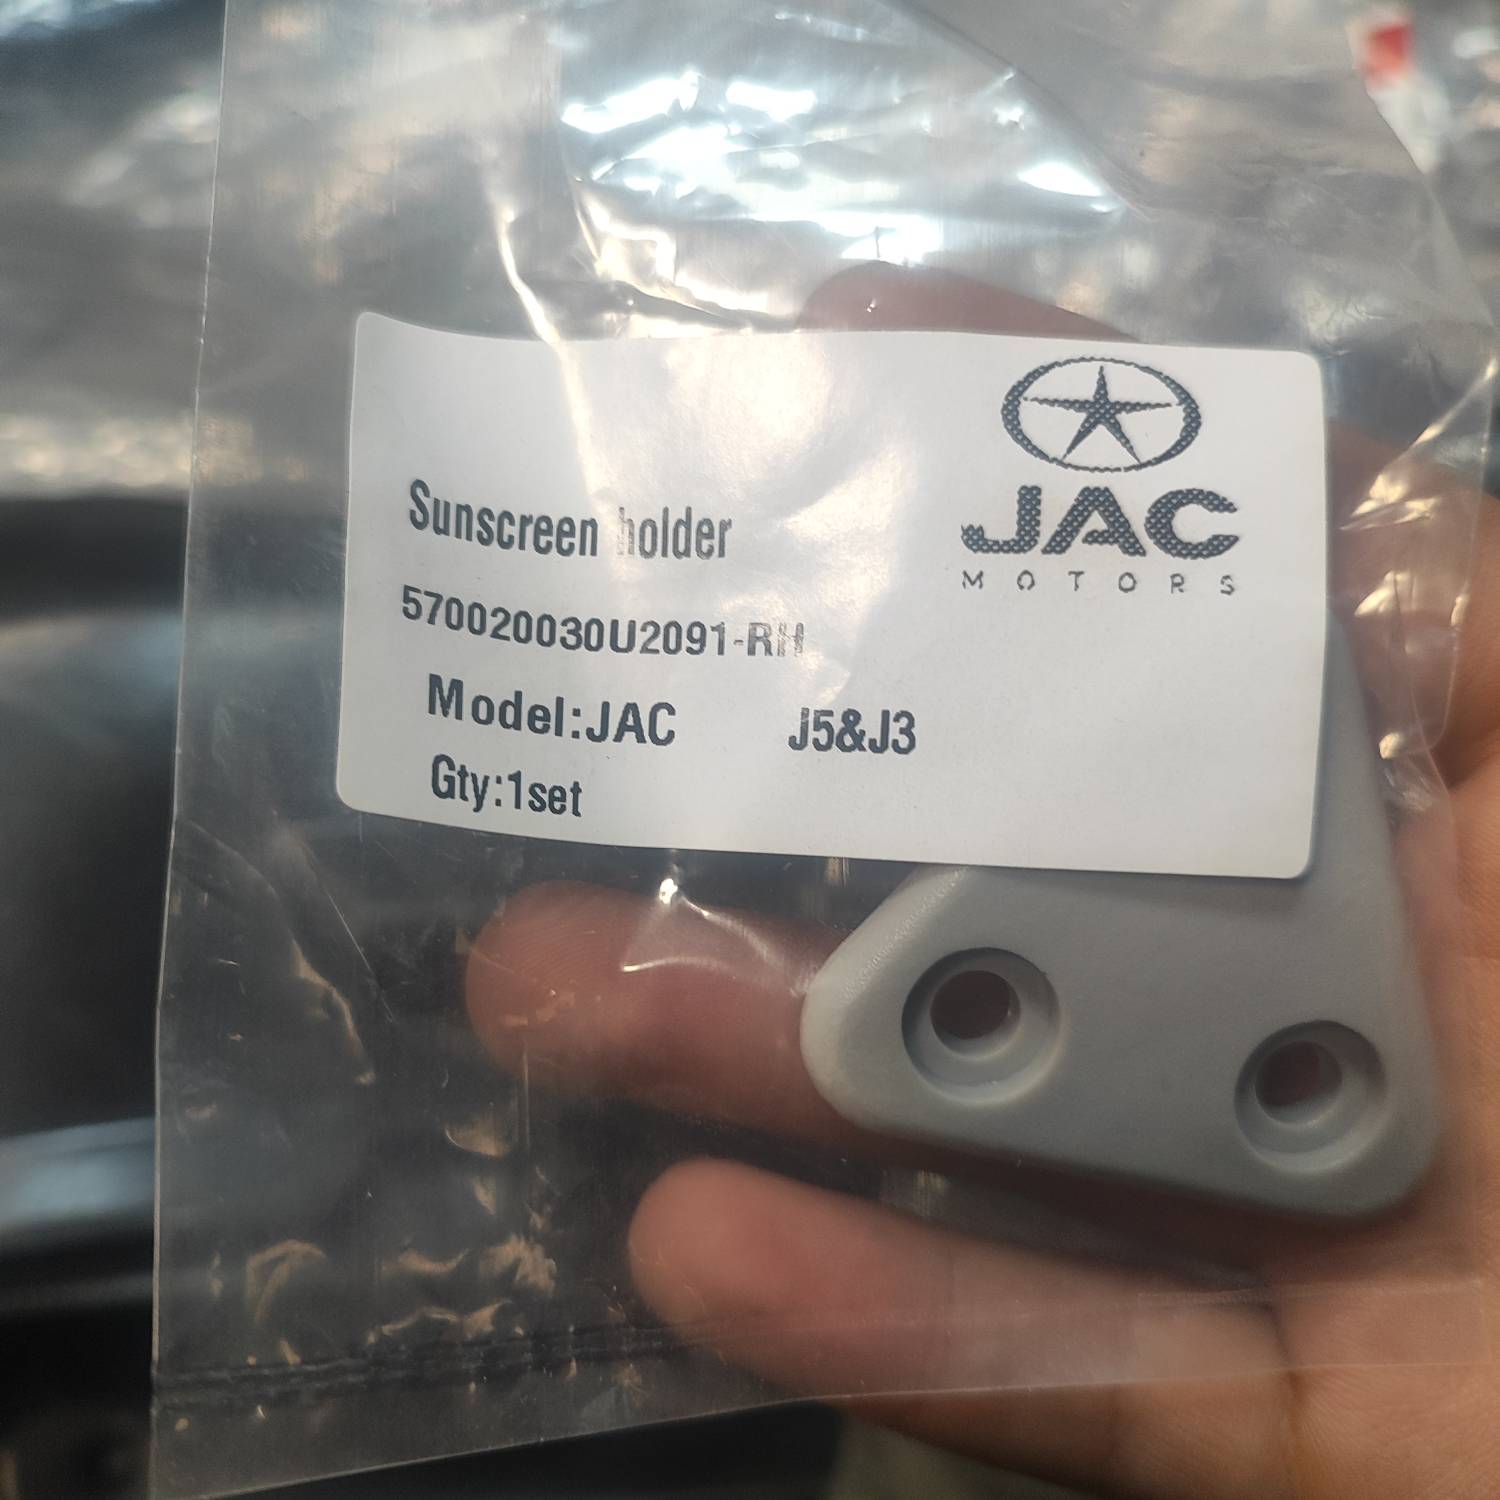 JAC
MOTORS
Sunscreen holder
570020030U2091-RH
Model:JAC J5&J3
Gty:1set